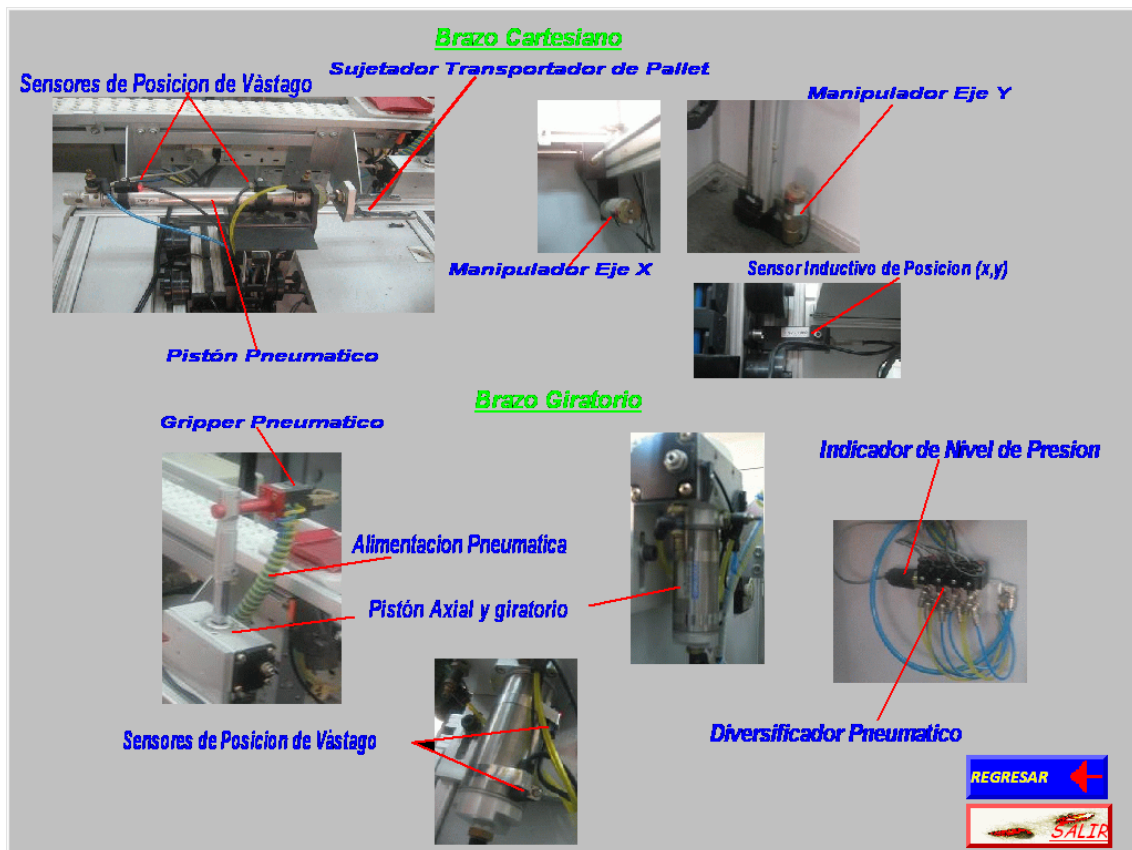 Brazo Cartesiano
Sujetador Transportador de Pallet
Sensores de Posicion de Vàstago
Manipulador Eje Y
Manipulador Eje X
Sensor Inductivo de Posicion (x,y)
Pistón Pneumatico
Brazo Giratorio
Gripper Pneumatico
Indicador de Nivel de Presion
Alimentacion Pneumatica
Pistón Axial y giratorio
Sensores de Posicion de Vàstago
Diversificador Pneumatico
REGRESAR
SALIR